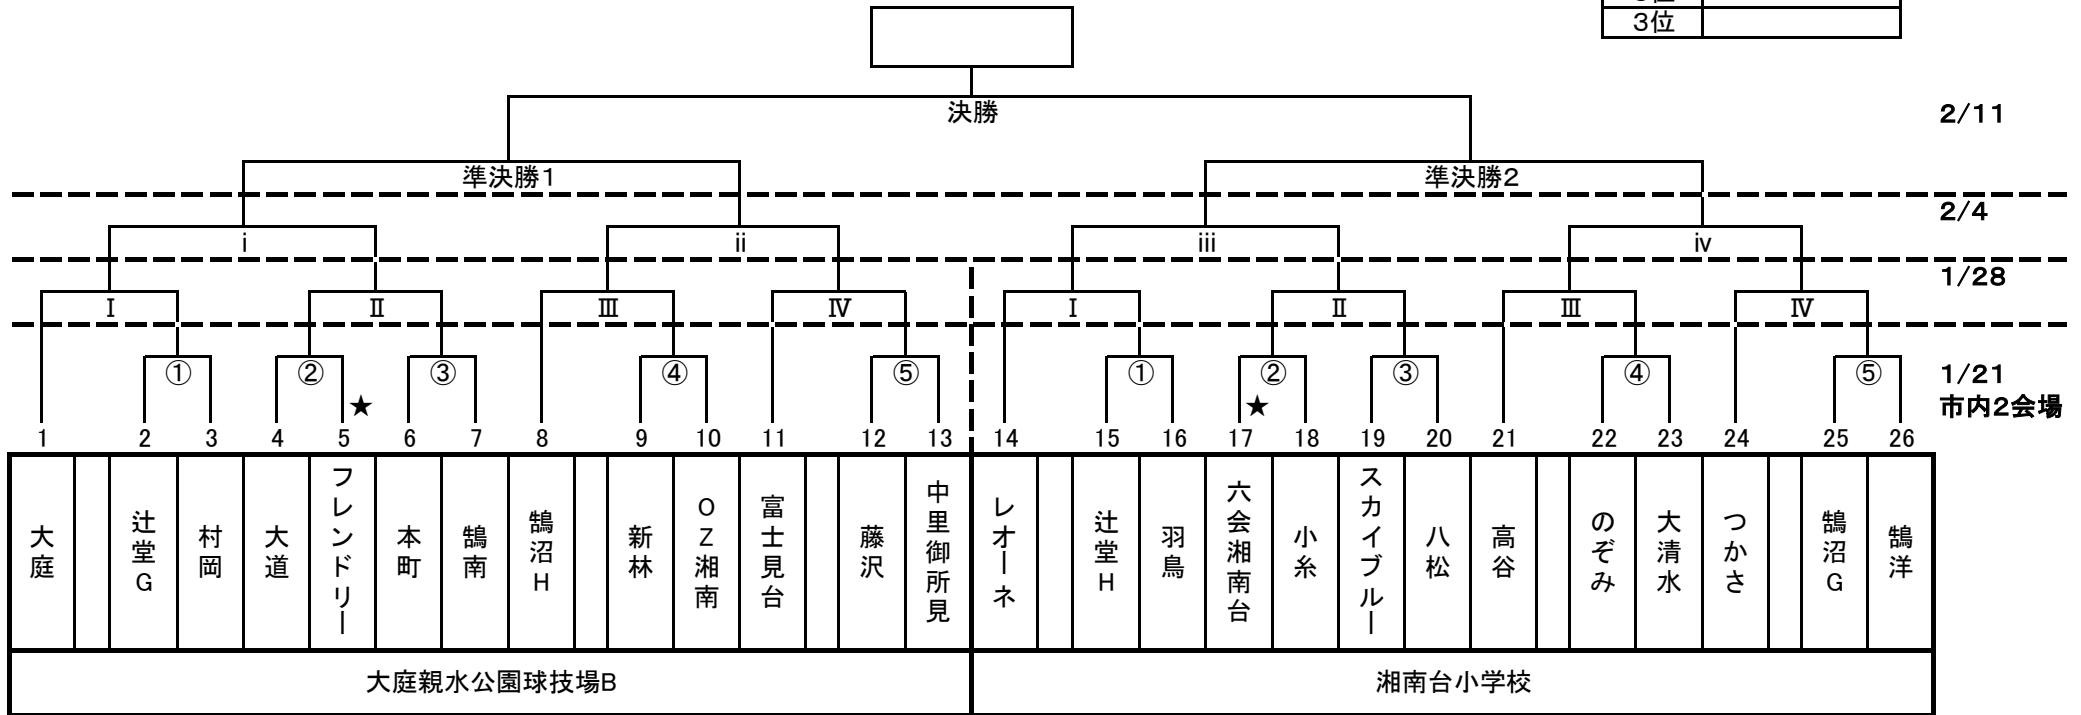 3位
決勝
2/11
準決勝1
準決勝2
2/4
i
ii
iii
iv
1/28
Ⅰ
Ⅱ
Ⅲ
Ⅳ
Ⅰ
Ⅱ
Ⅲ
Ⅳ
①
②
③
④
⑤
①
②
③
④
⑤
1/21
★
★
市内2会場
1 2 3 4 5 6 7 8 9 10 11 12 13 14 15 16 17 18 19 20 21 22 23 24 25 26
大庭
辻堂G
村岡
大道
フレンドリー
本町
鵠南
鵠沼H
新林
OZ湘南
富士見台
藤沢
中里御所見
レオーネ
辻堂H
羽鳥
六会湘南台
小糸
スカイブルー
八松
高谷
のぞみ
大清水
つかさ
鵠沼G
鵠洋
大庭親水公園球技場B
湘南台小学校